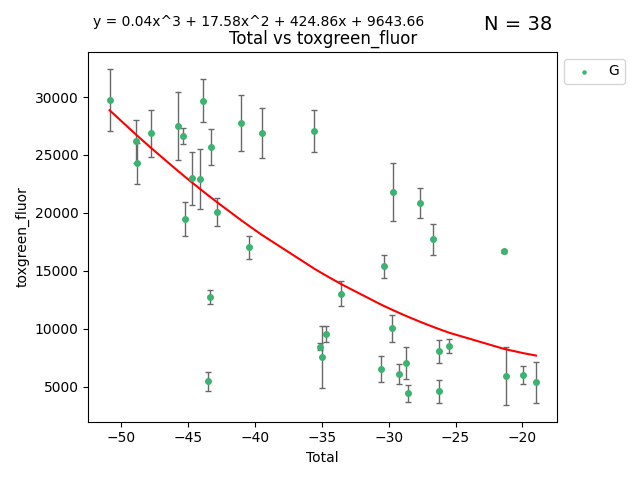 y = 0.04x^3 + 17.58x^2 + 424.86x + 9643.66
N = 38
Total vs toxgreen_fluor
G
30000
25000
20000
15000
10000
5000
toxgreen_fluor
−50 −45 −40 −35 −30 −25 −20
Total